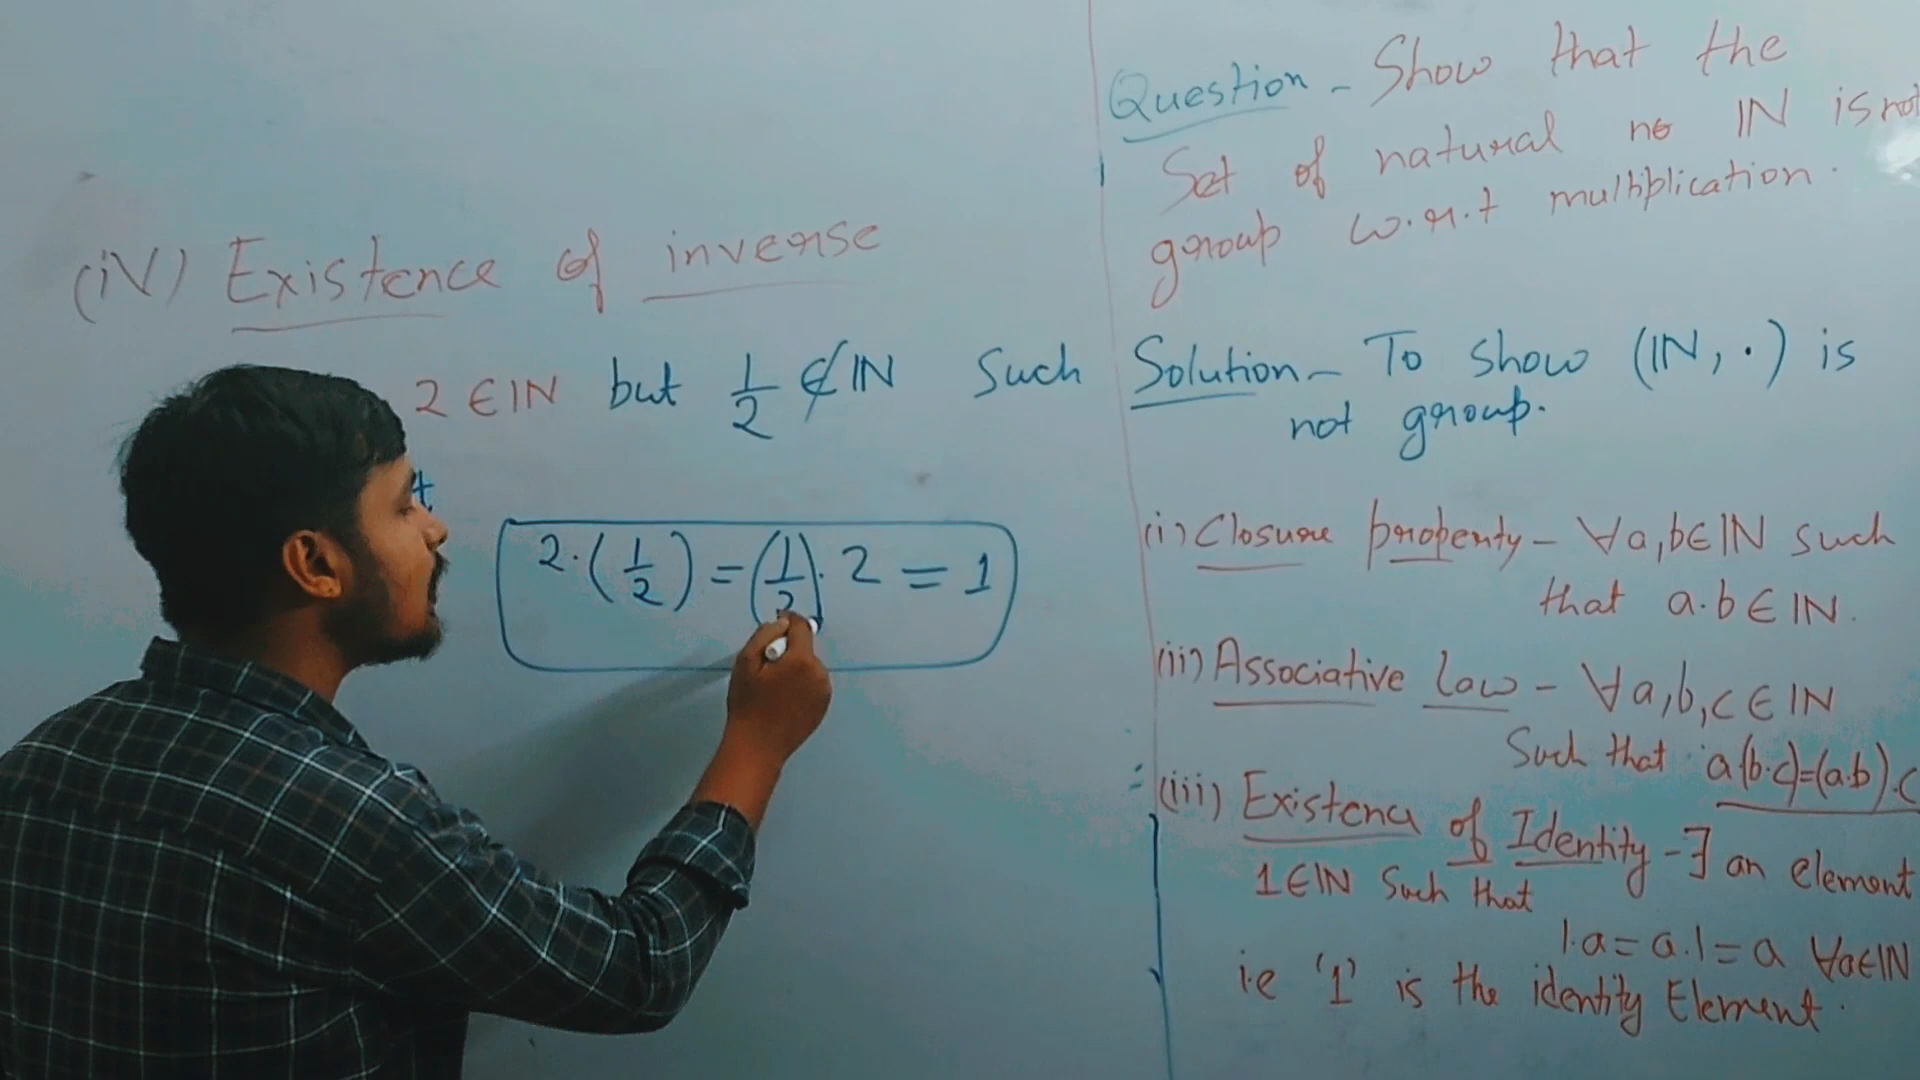 Question - Show that the
Set of natural no IN is not
group w.r.t multiplication.
Solution - To show (IN, ·) is
not group.
(i) Closure property - ∀a,b∈IN such
that a.b∈IN.
(ii) Associative law - ∀a,b,c∈IN
Such that a(b.c)=(a.b).c
(iii) Existence of Identity - ∃ an element
1∈IN Such that
1.a=a.1=a ∀a∈IN
i.e '1' is the identity Element.
(iv) Existence of inverse
2∈IN but 1/2 ∉ IN Such
2·(1/2)=(1/2).2=1